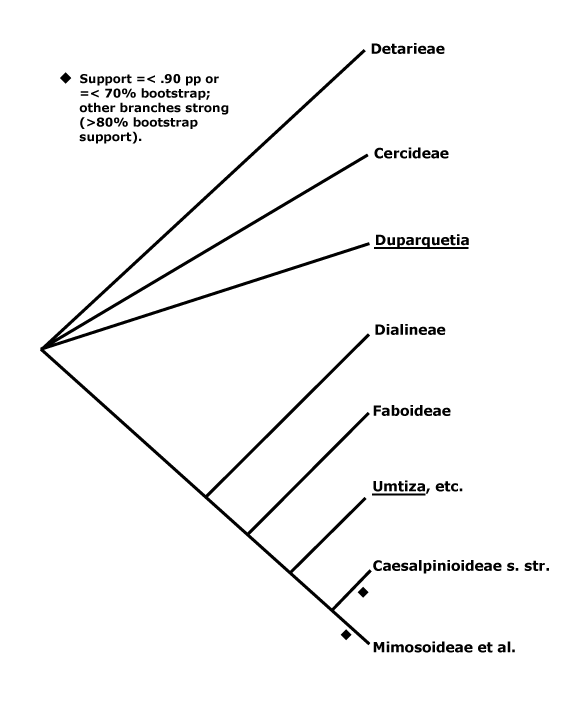 Detarieae
Support =< .90 pp or
=< 70% bootstrap;
other branches strong
(>80% bootstrap
support).
Cercideae
Duparquetia
Dialineae
Faboideae
Umtiza, etc.
Caesalpinioideae s. str.
Mimosoideae et al.